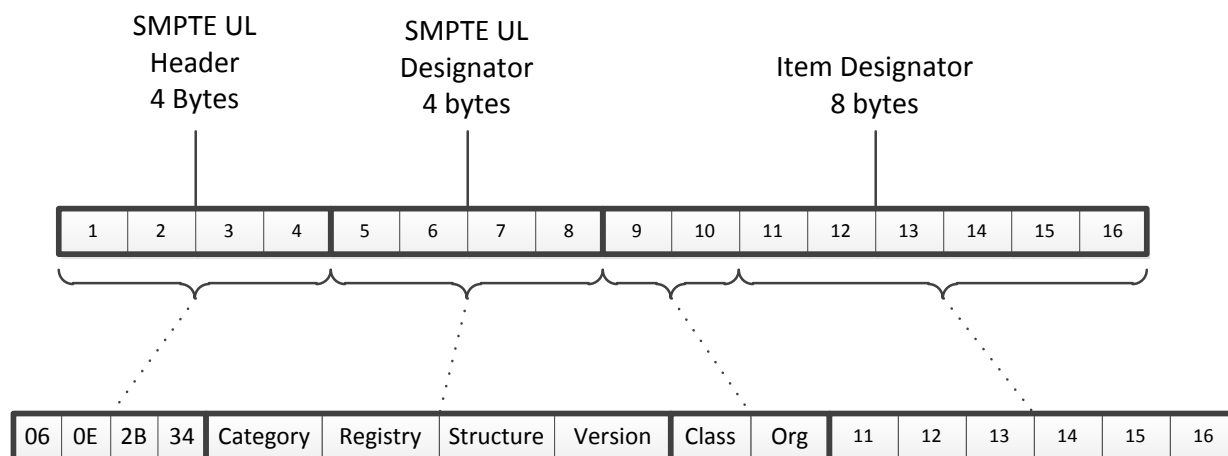 SMPTE UL
Header
4 Bytes
SMPTE UL
Designator
4 bytes
Item Designator
8 bytes
1 2 3 4 5 6 7 8 9 10 11 12 13 14 15 16
06 0E 2B 34 Category Registry Structure Version Class Org 11 12 13 14 15 16